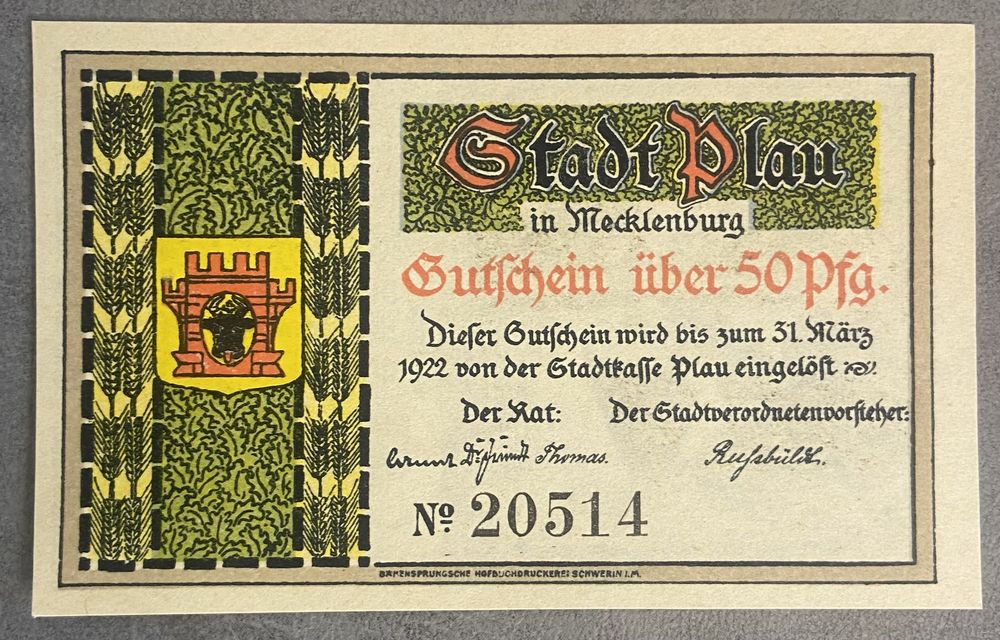 Stadt Plau
in Mecklenburg
Gutschein über 50 Pfg.
Dieser Gutschein wird bis zum 31. März
1922 von der Stadtkasse Plau eingelöst
Der Rat: Der Stadtverordnetenvorsteher:
Thomas.
No 20514
BÄRENSPRUNGSCHE HOFBUCHDRUCKEREI SCHWERIN I.M.